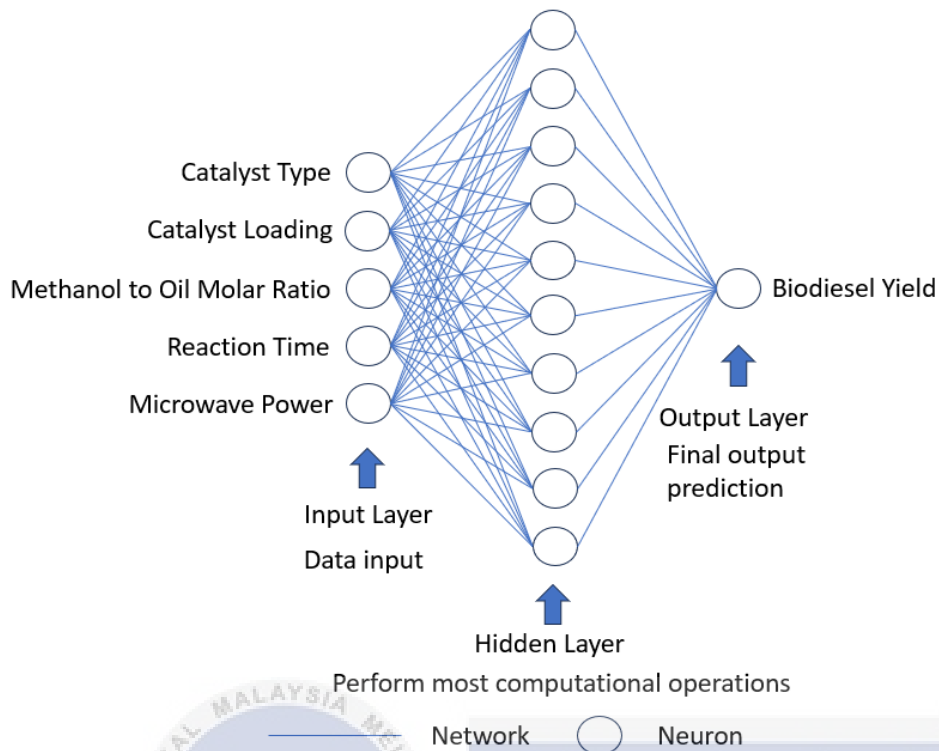 Catalyst Type
Catalyst Loading
Methanol to Oil Molar Ratio
Reaction Time
Microwave Power
Biodiesel Yield
Output Layer
Final output
prediction
Input Layer
Data input
Hidden Layer
Perform most computational operations
MALAYSIA
Network
Neuron